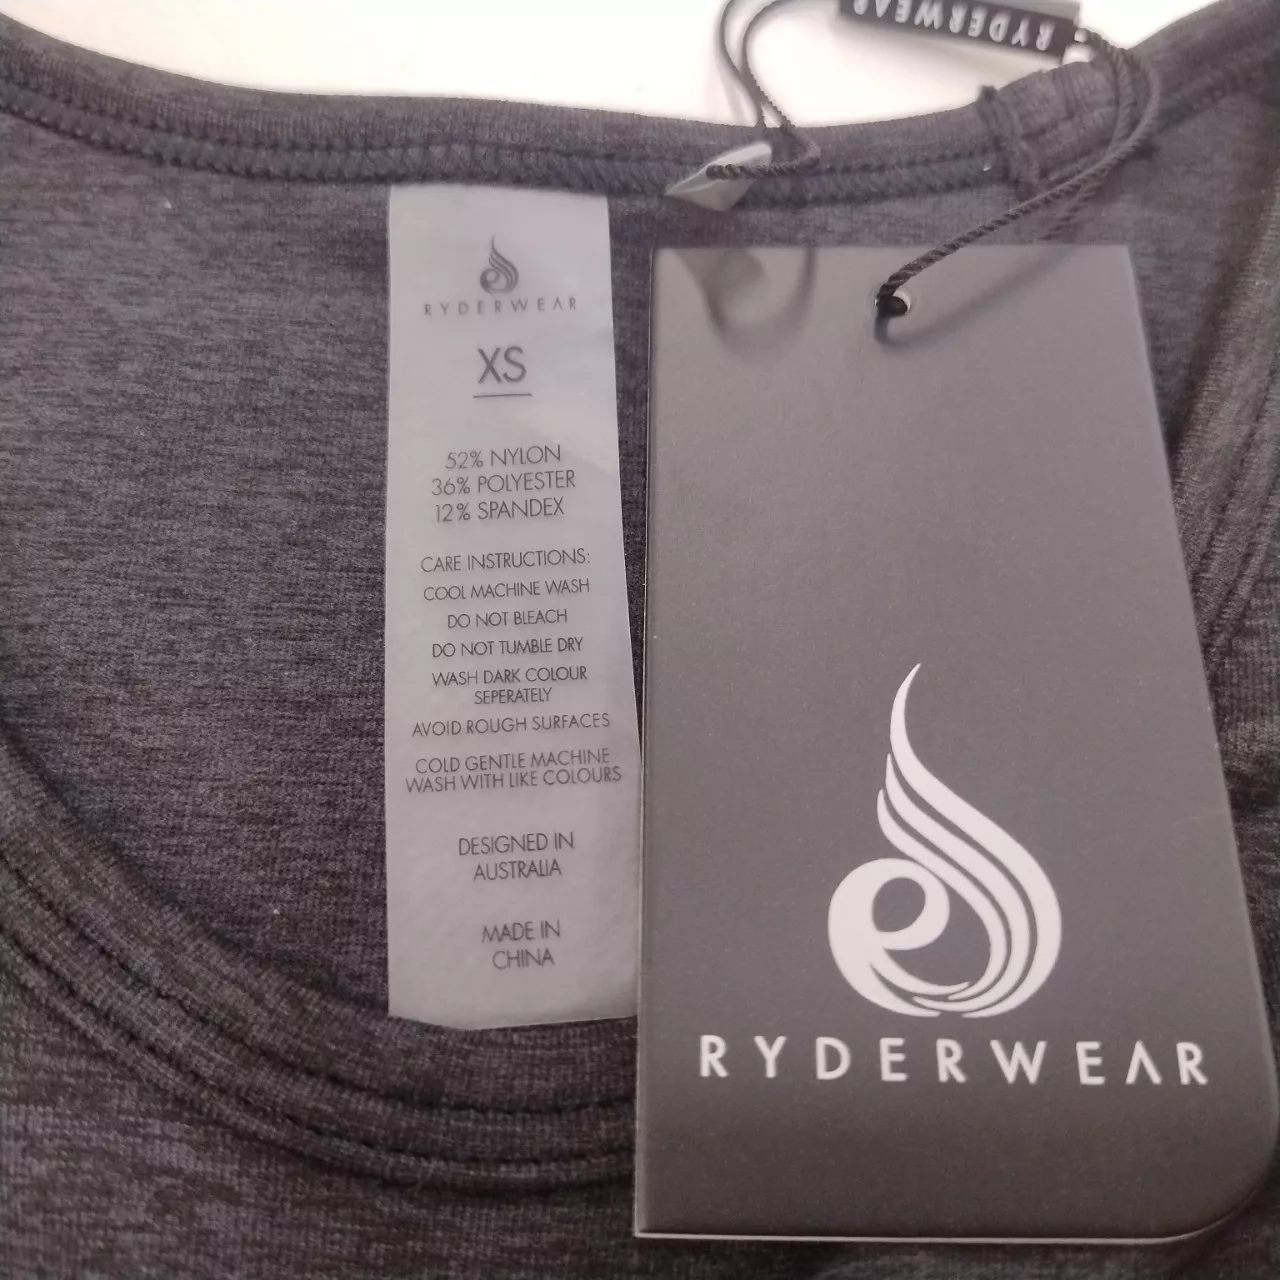 RYDERWEAR
RYDERWEAR
XS
52% NYLON
36% POLYESTER
12% SPANDEX
CARE INSTRUCTIONS:
COOL MACHINE WASH
DO NOT BLEACH
DO NOT TUMBLE DRY
WASH DARK COLOUR
SEPERATELY
AVOID ROUGH SURFACES
COLD GENTLE MACHINE
WASH WITH LIKE COLOURS
DESIGNED IN
AUSTRALIA
MADE IN
CHINA
RYDERWEAR